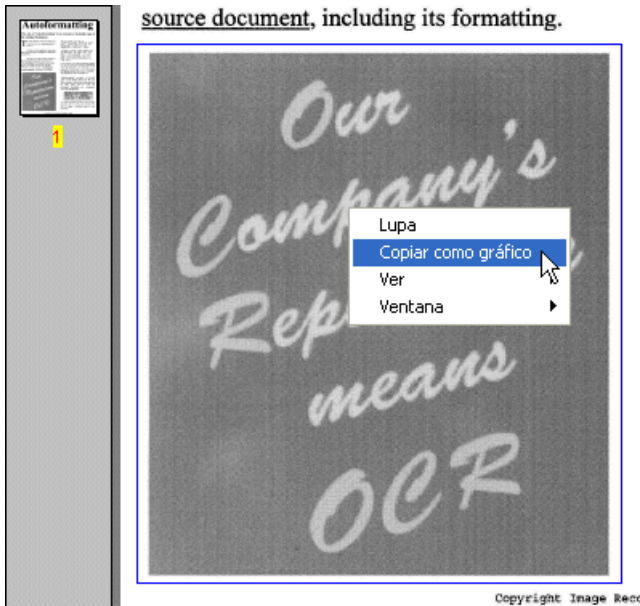 Autoformatting
1
source document, including its formatting.
Our
Company's
means
OCR
Lupa
Copiar como gráfico
Ver
Ventana
Copyright Image